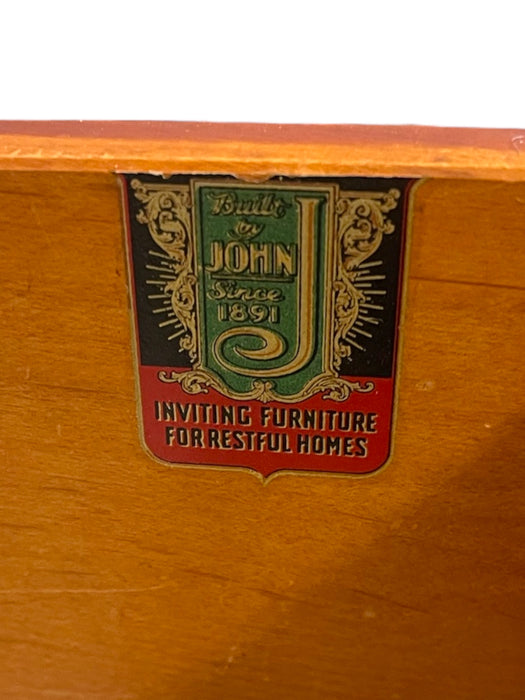 Built
by
JOHN
Since
1891
J
INVITING FURNITURE
FOR RESTFUL HOMES